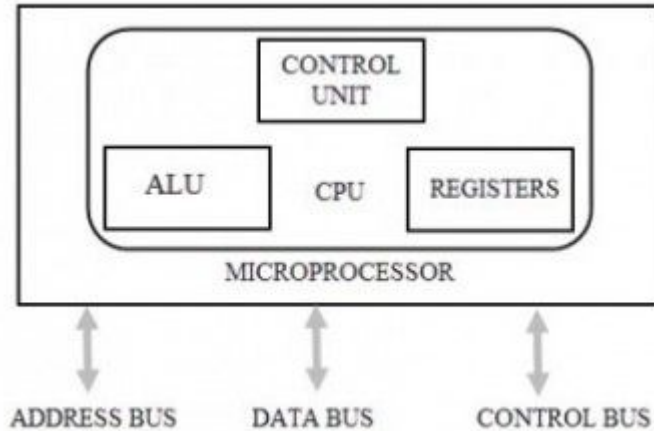 CONTROL
UNIT
ALU
CPU
REGISTERS
MICROPROCESSOR
ADDRESS BUS
DATA BUS
CONTROL BUS